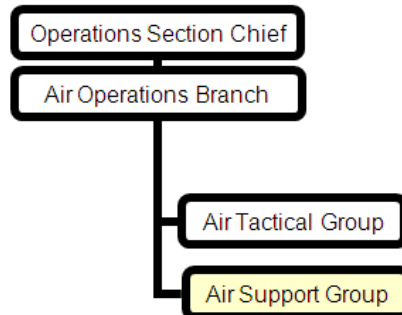 Operations Section Chief
Air Operations Branch
Air Tactical Group
Air Support Group